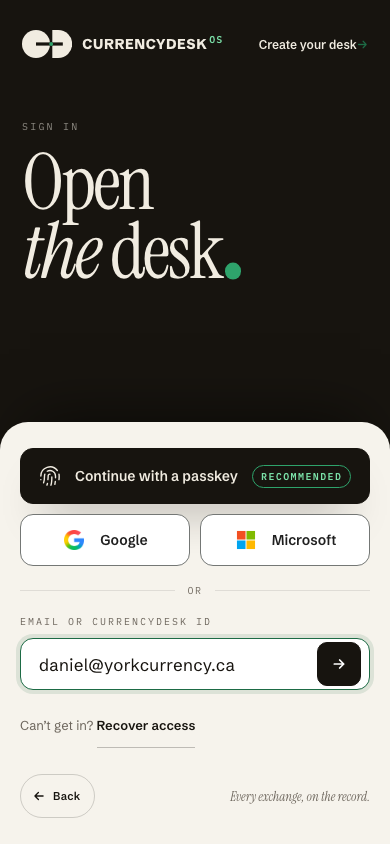 CURRENCYDESK OS
Create your desk→
SIGN IN
Open
the desk.
Continue with a passkey RECOMMENDED
Google
Microsoft
OR
EMAIL OR CURRENCYDESK ID
daniel@yorkcurrency.ca
→
Can't get in? Recover access
← Back
Every exchange, on the record.